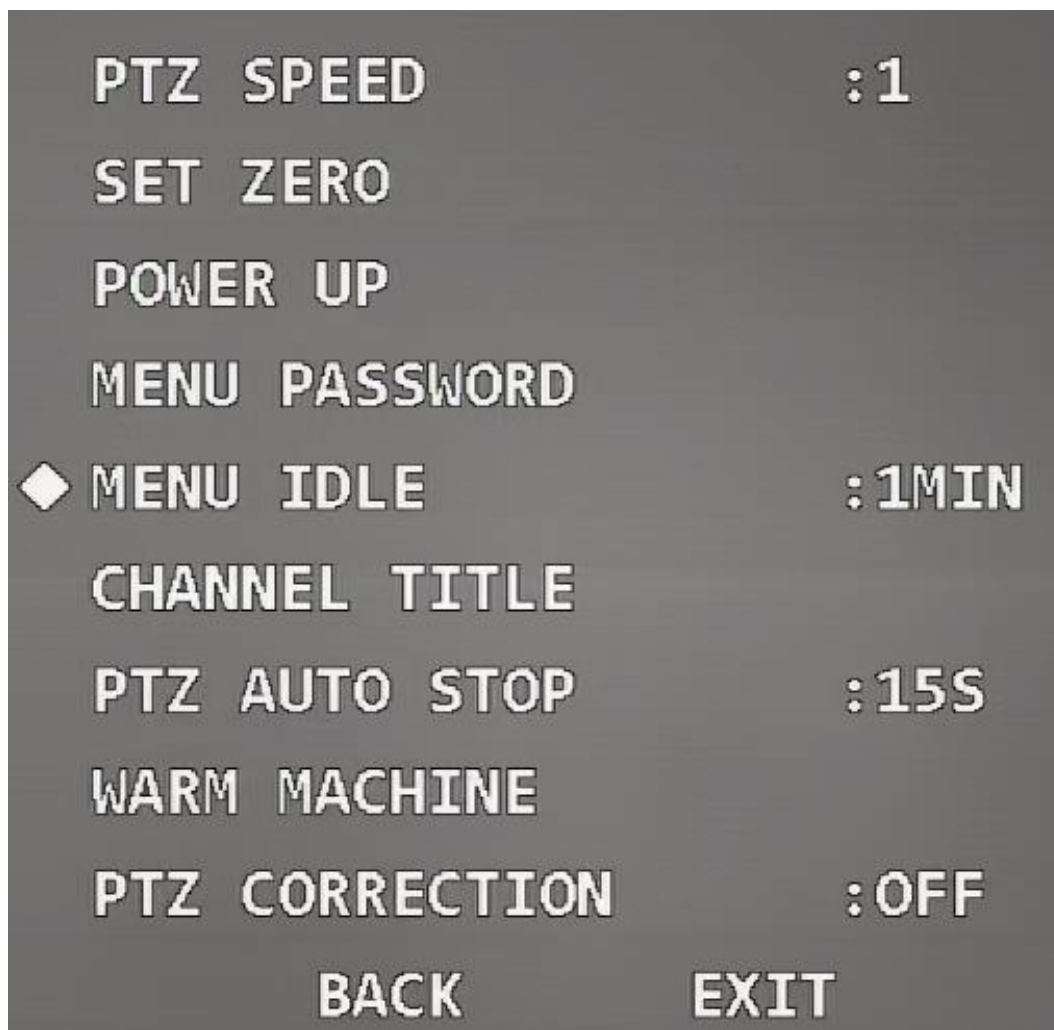 PTZ SPEED :1
SET ZERO
POWER UP
MENU PASSWORD
MENU IDLE :1MIN
CHANNEL TITLE
PTZ AUTO STOP :15S
WARM MACHINE
PTZ CORRECTION :OFF
BACK EXIT